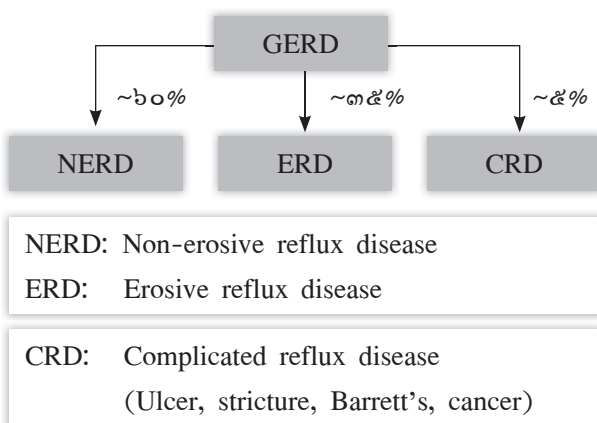 GERD
~๖๐% ~๓๕% ~๕%
NERD ERD CRD
NERD: Non-erosive reflux disease
ERD: Erosive reflux disease
CRD: Complicated reflux disease
(Ulcer, stricture, Barrett's, cancer)